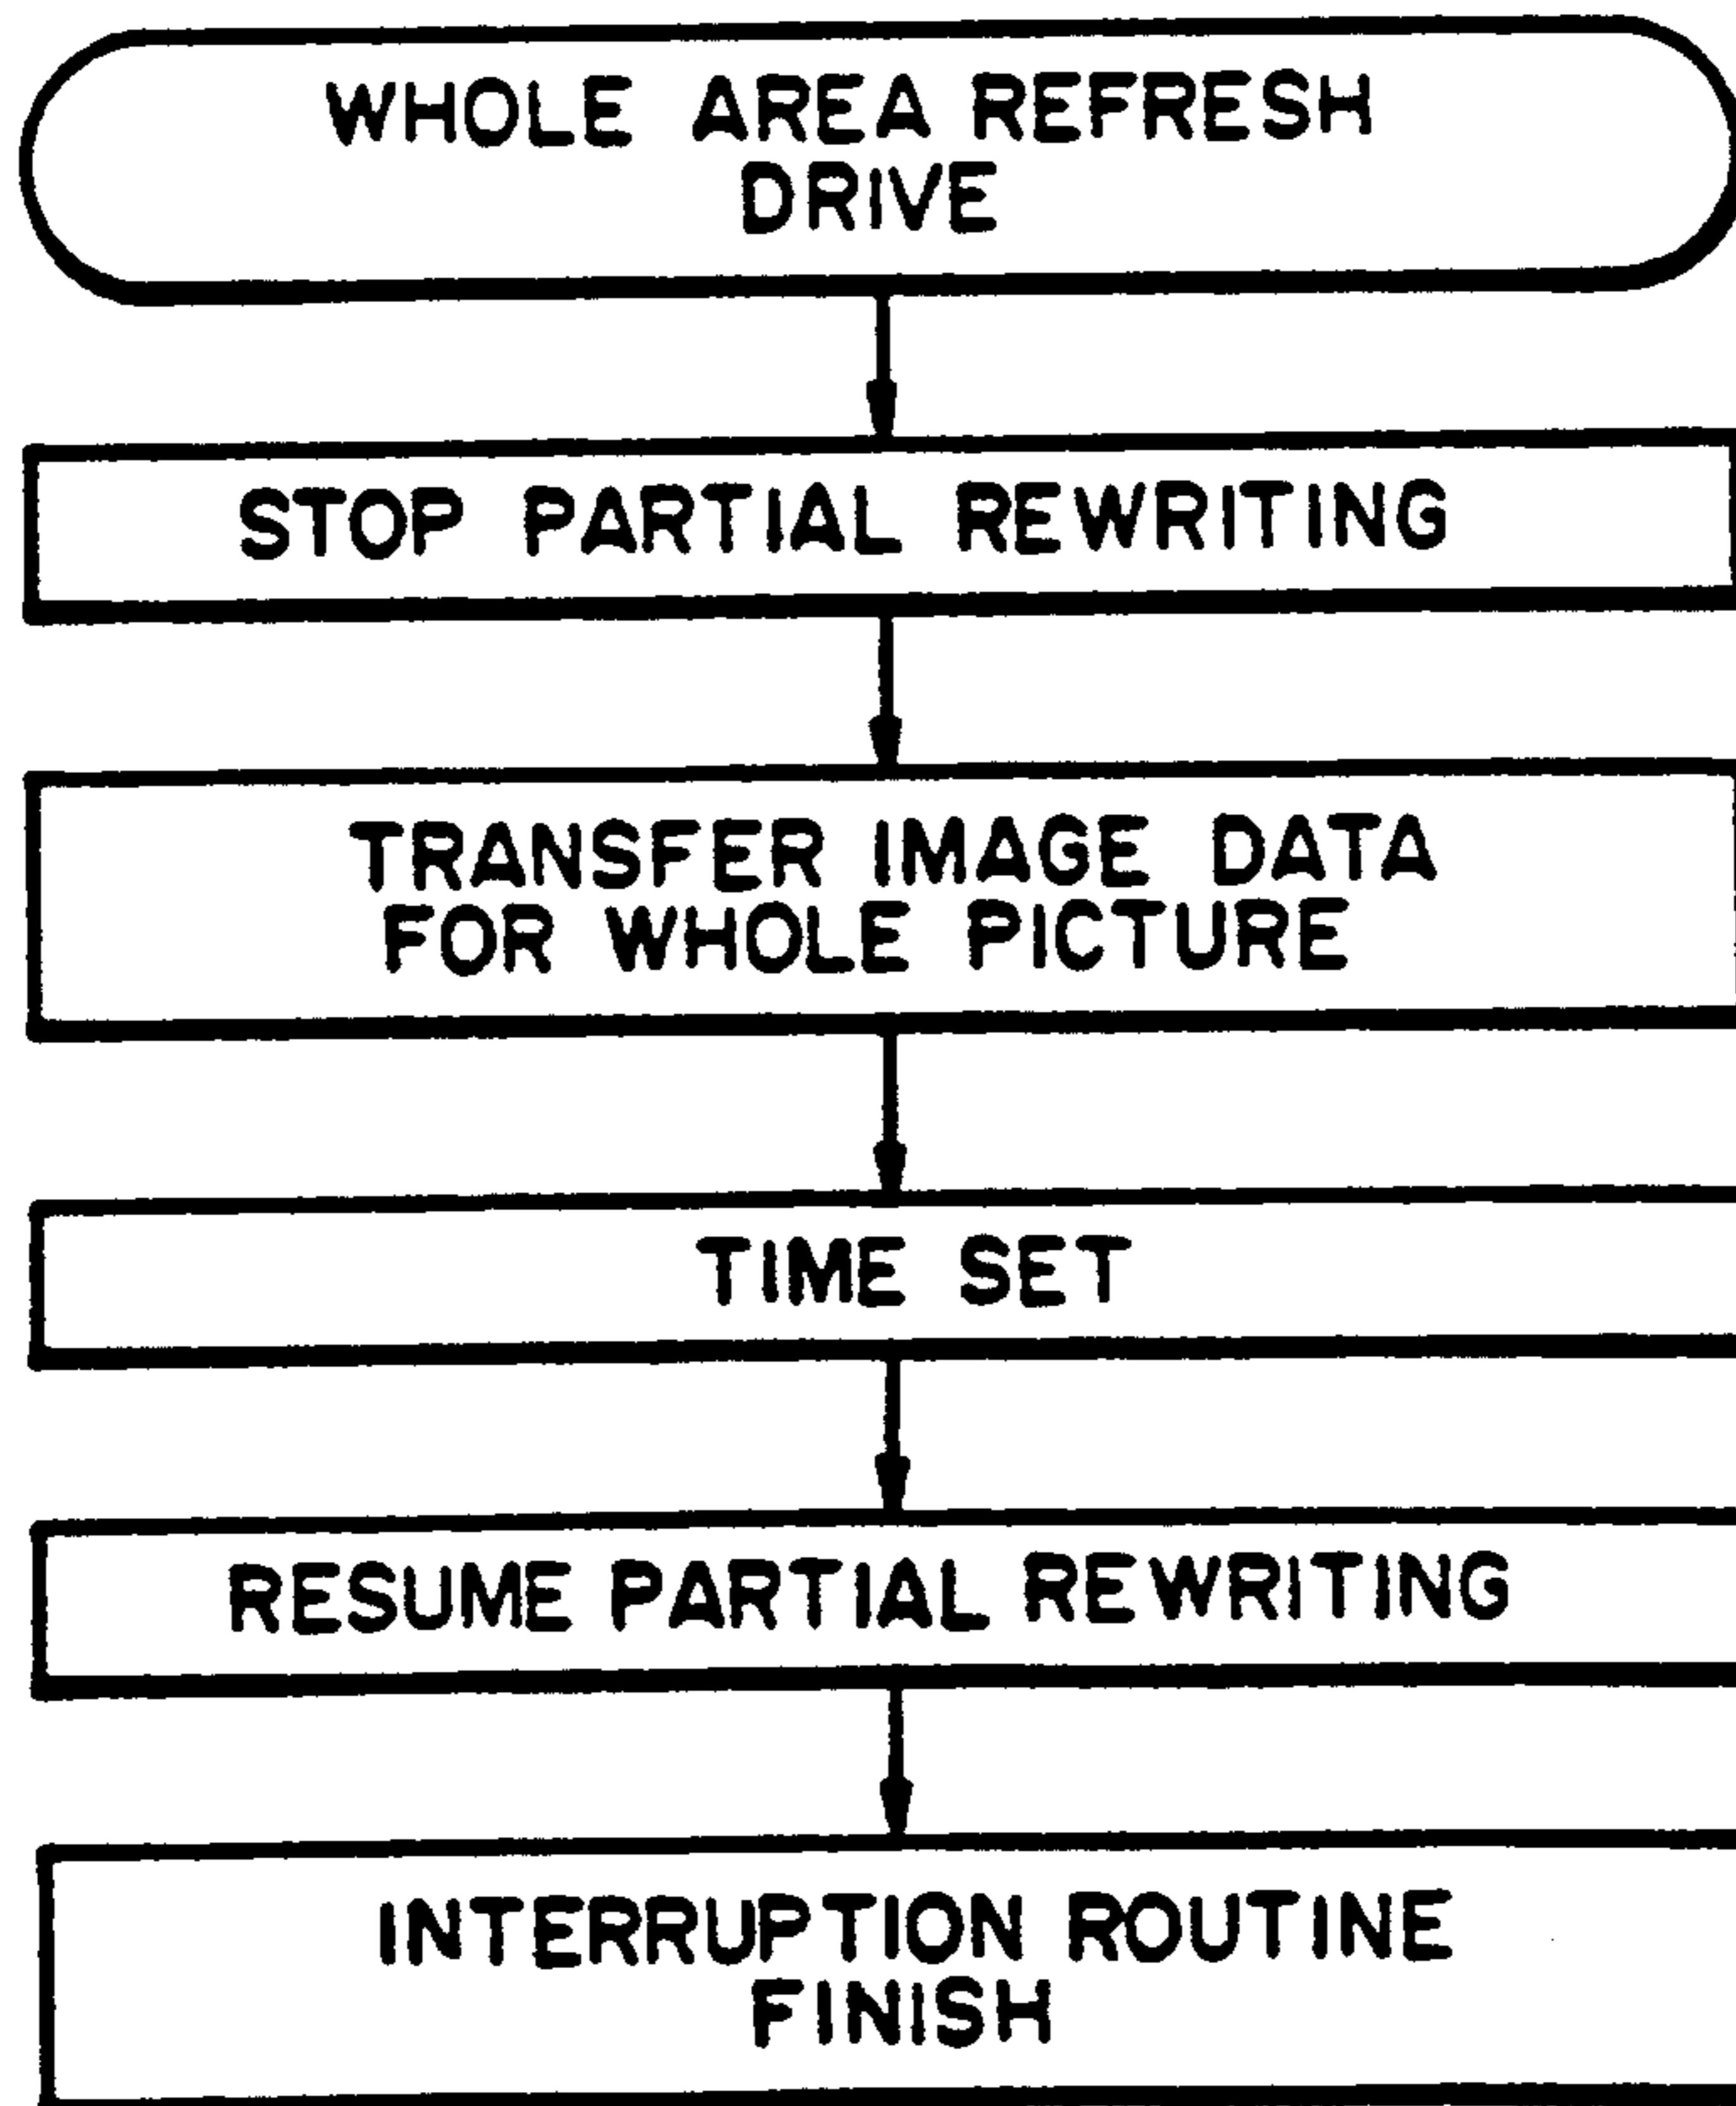 WHOLE AREA REFRESH
DRIVE
STOP PARTIAL REWRITING
TRANSFER IMAGE DATA
FOR WHOLE PICTURE
TIME SET
RESUME PARTIAL REWRITING
INTERRUPTION ROUTINE
FINISH